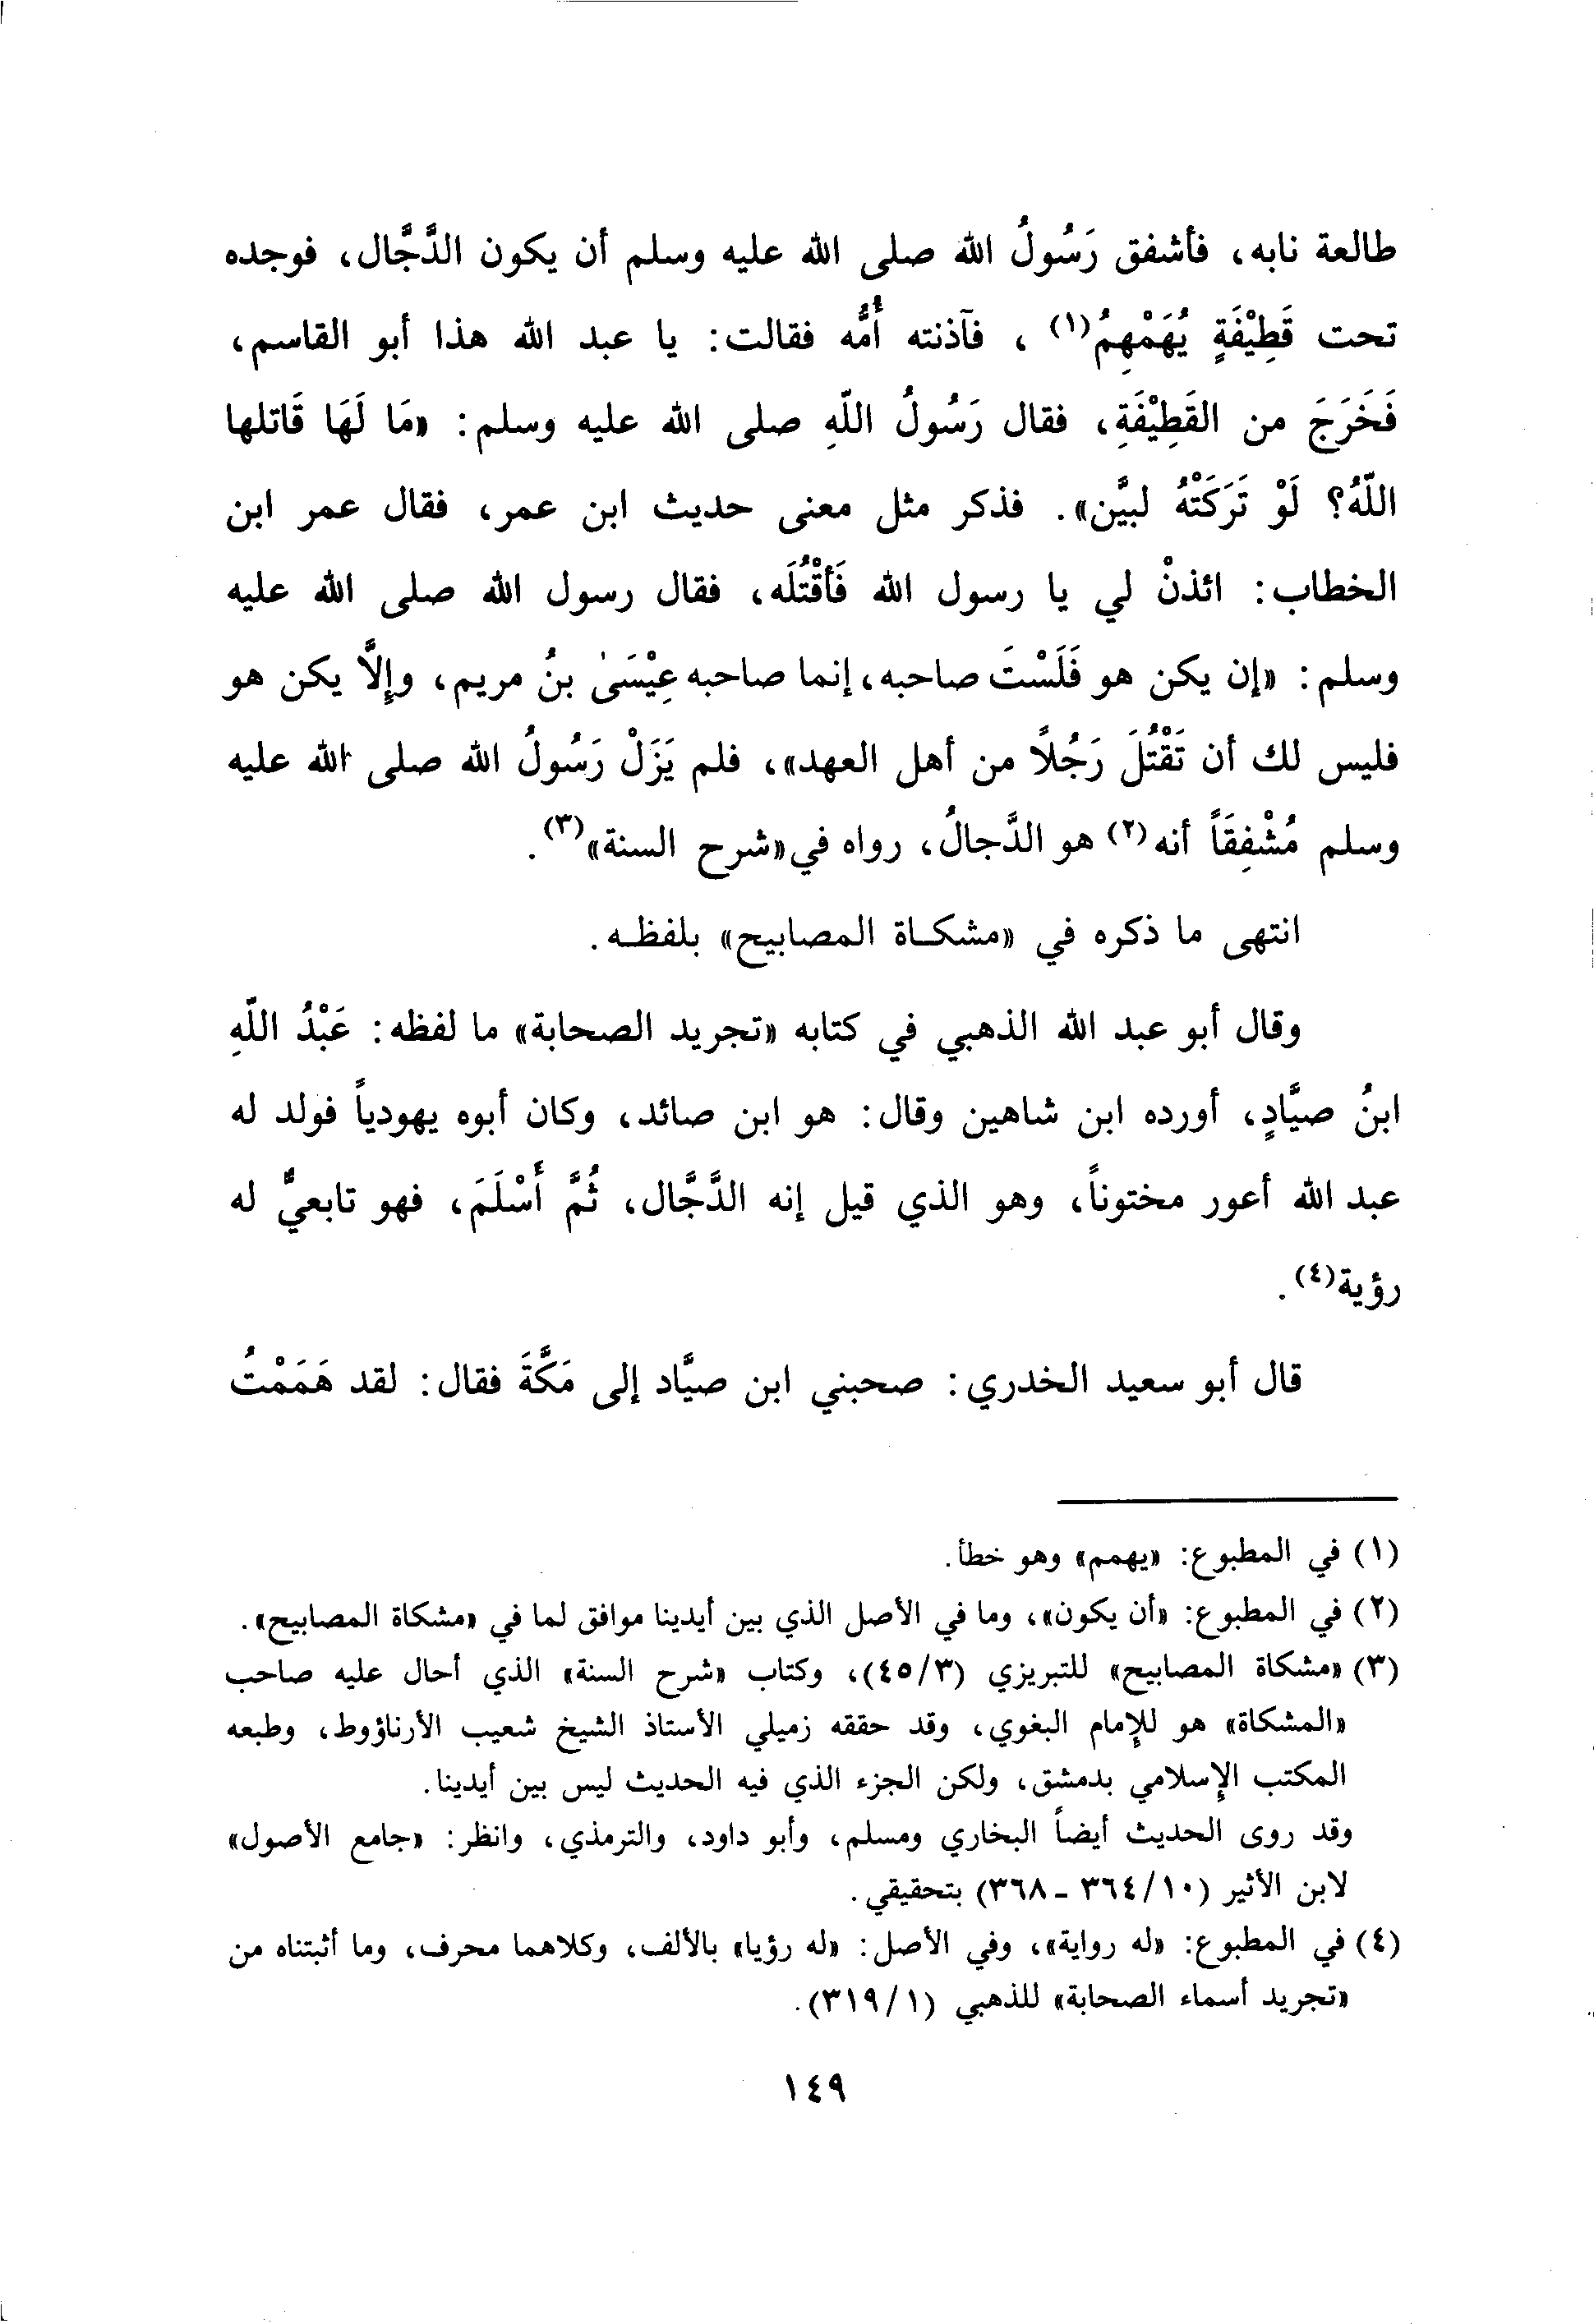 طالعة نابه، فأشفق رَسُولُ الله صلى الله عليه وسلم أن يكون الدَّجَّال، فوجده
تحت قَطِيْفَةٍ يُهَمْهِمُ(١) ، فآذنته أُمُّه فقالت: يا عبد الله هذا أبو القاسم،
فَخَرَجَ من القَطِيْفَةِ، فقال رَسُولُ اللّهِ صلى الله عليه وسلم: «مَا لَهَا قَاتلها
اللّهُ؟ لَوْ تَرَكَتْهُ لبيَّن». فذكر مثل معنى حديث ابن عمر، فقال عمر ابن
الخطاب: ائذنْ لي يا رسول الله فَأَقْتُلَه، فقال رسول الله صلى الله عليه
وسلم: «إن يكن هو فَلَسْتَ صاحبه، إنما صاحبه عِيْسَىٰ بنُ مريم، وإِلاَّ يكن هو
فليس لك أن تَقْتُلَ رَجُلاً من أهل العهد»، فلم يَزَلْ رَسُولُ الله صلى الله عليه
وسلم مُشْفِقَاً أنه(٢) هو الدَّجالُ، رواه في «شرح السنة»(٣).
انتهى ما ذكره في «مشكاة المصابيح» بلفظه.
وقال أبو عبد الله الذهبي في كتابه «تجريد الصحابة» ما لفظه: عَبْدُ اللّهِ
ابنُ صيَّادٍ، أورده ابن شاهين وقال: هو ابن صائد، وكان أبوه يهودياً فولد له
عبد الله أعور مختوناً، وهو الذي قيل إنه الدَّجَّال، ثُمَّ أَسْلَمَ، فهو تابعيٌّ له
رؤية(٤).
قال أبو سعيد الخدري: صحبني ابن صيَّاد إلى مَكَّةَ فقال: لقد هَمَمْتُ
(١) في المطبوع: «يهمم» وهو خطأ.
(٢) في المطبوع: «أن يكون»، وما في الأصل الذي بين أيدينا موافق لما في «مشكاة المصابيح».
(٣) «مشكاة المصابيح» للتبريزي (٤٥/٣)، وكتاب «شرح السنة» الذي أحال عليه صاحب
«المشكاة» هو للإمام البغوي، وقد حققه زميلي الأستاذ الشيخ شعيب الأرناؤوط، وطبعه
المكتب الإسلامي بدمشق، ولكن الجزء الذي فيه الحديث ليس بين أيدينا.
وقد روى الحديث أيضاً البخاري ومسلم، وأبو داود، والترمذي، وانظر: «جامع الأصول»
لابن الأثير (٣٦٤/١٠ - ٣٦٨) بتحقيقي.
(٤) في المطبوع: «له رواية»، وفي الأصل: «له رؤيا» بالألف، وكلاهما محرف، وما أثبتناه من
«تجريد أسماء الصحابة» للذهبي (٣١٩/١).
١٤٩